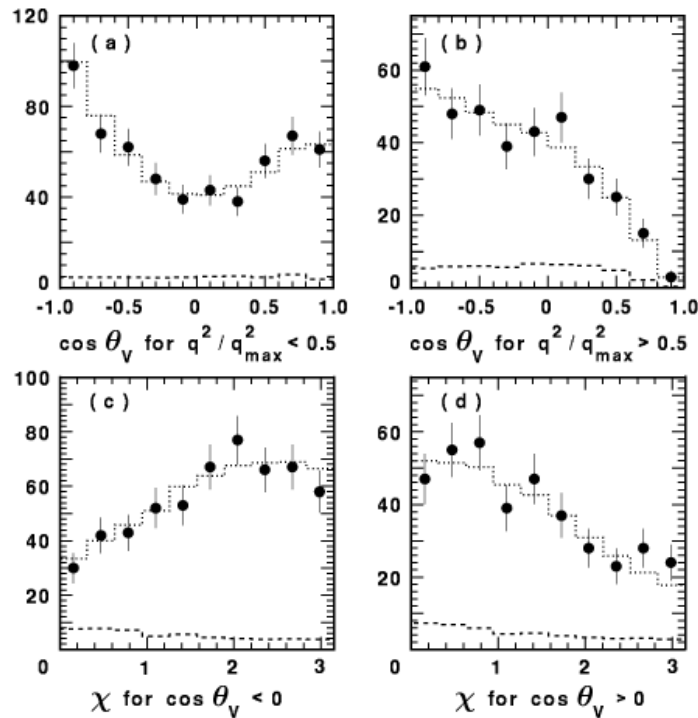 120
(a)
80
40
0
-1.0 -0.5 0 0.5 1.0
cos θV for q² / q²max < 0.5
60
(b)
40
20
0
-1.0 -0.5 0 0.5 1.0
cos θV for q² / q²max > 0.5
100
(c)
80
60
40
20
0 1 2 3
χ for cos θV < 0
(d)
60
40
20
0 1 2 3
χ for cos θV > 0